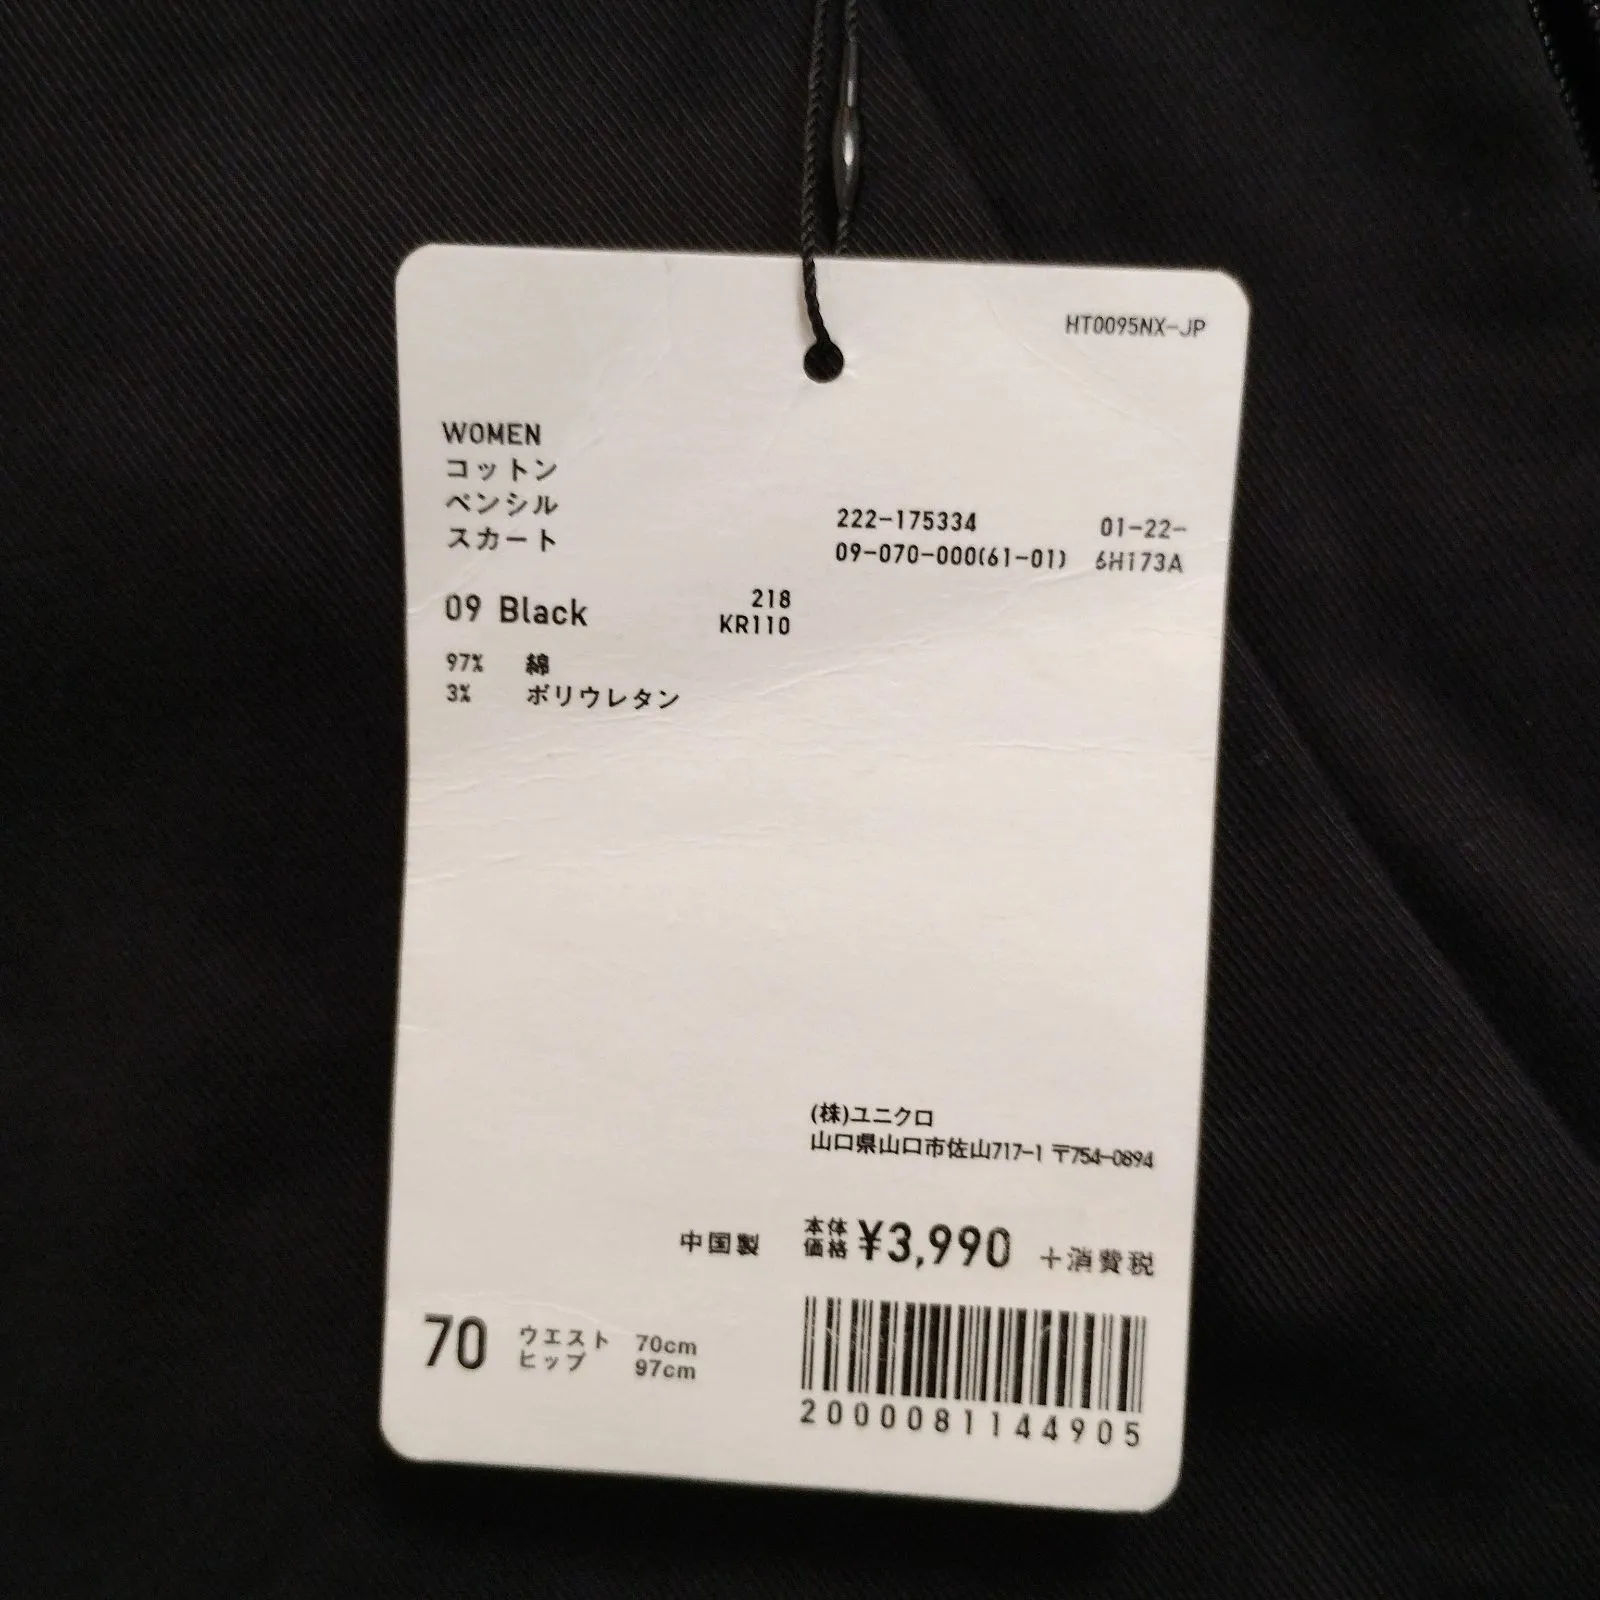 HT0095NX-JP
WOMEN
コットン
ペンシル
スカート
222-175334 01-22-
09-070-000(61-01) 6H173A
09 Black
218
KR110
97% 綿
3% ポリウレタン
(株)ユニクロ
山口県山口市佐山717-1 〒754-0894
中国製
本体
価格 ¥3,990 +消費税
70
ウエスト 70cm
ヒップ 97cm
2000081144905